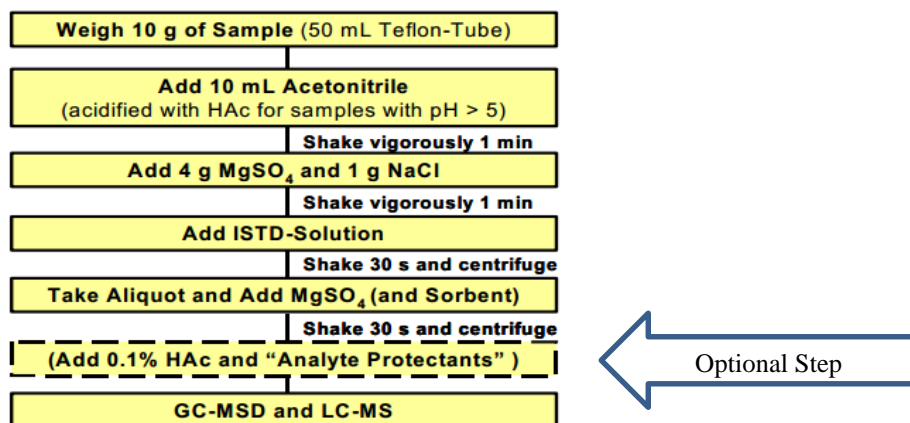 Weigh 10 g of Sample (50 mL Teflon-Tube)
Add 10 mL Acetonitrile
(acidified with HAc for samples with pH > 5)
Shake vigorously 1 min
Add 4 g MgSO₄ and 1 g NaCl
Shake vigorously 1 min
Add ISTD-Solution
Shake 30 s and centrifuge
Take Aliquot and Add MgSO₄ (and Sorbent)
Shake 30 s and centrifuge
(Add 0.1% HAc and “Analyte Protectants” )
Optional Step
GC-MSD and LC-MS